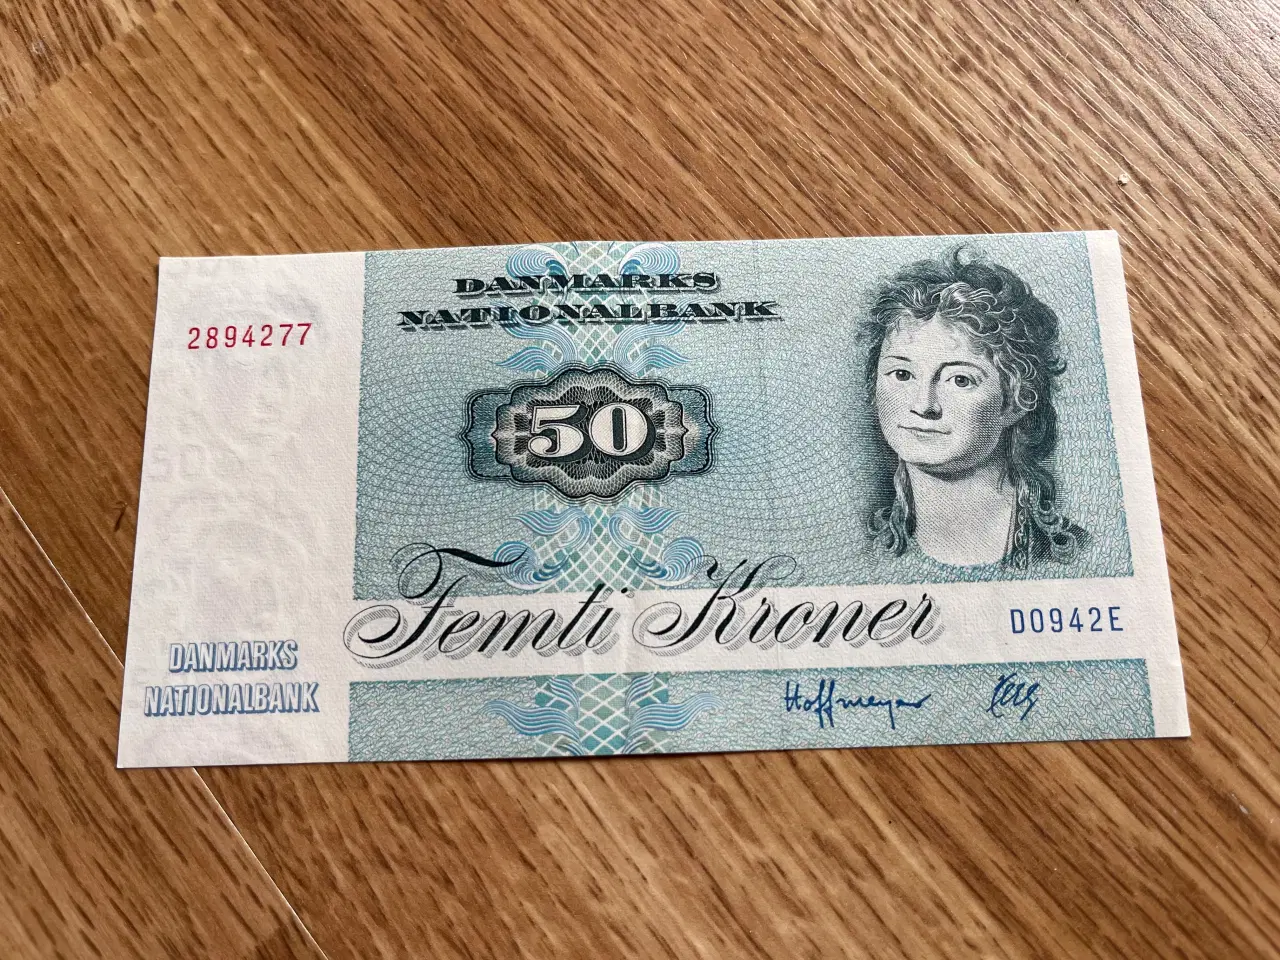 DANMARKS
NATIONALBANK
2894277
50
Femti Kroner
D0942E
DANMARKS
NATIONALBANK
Hoffmeyer